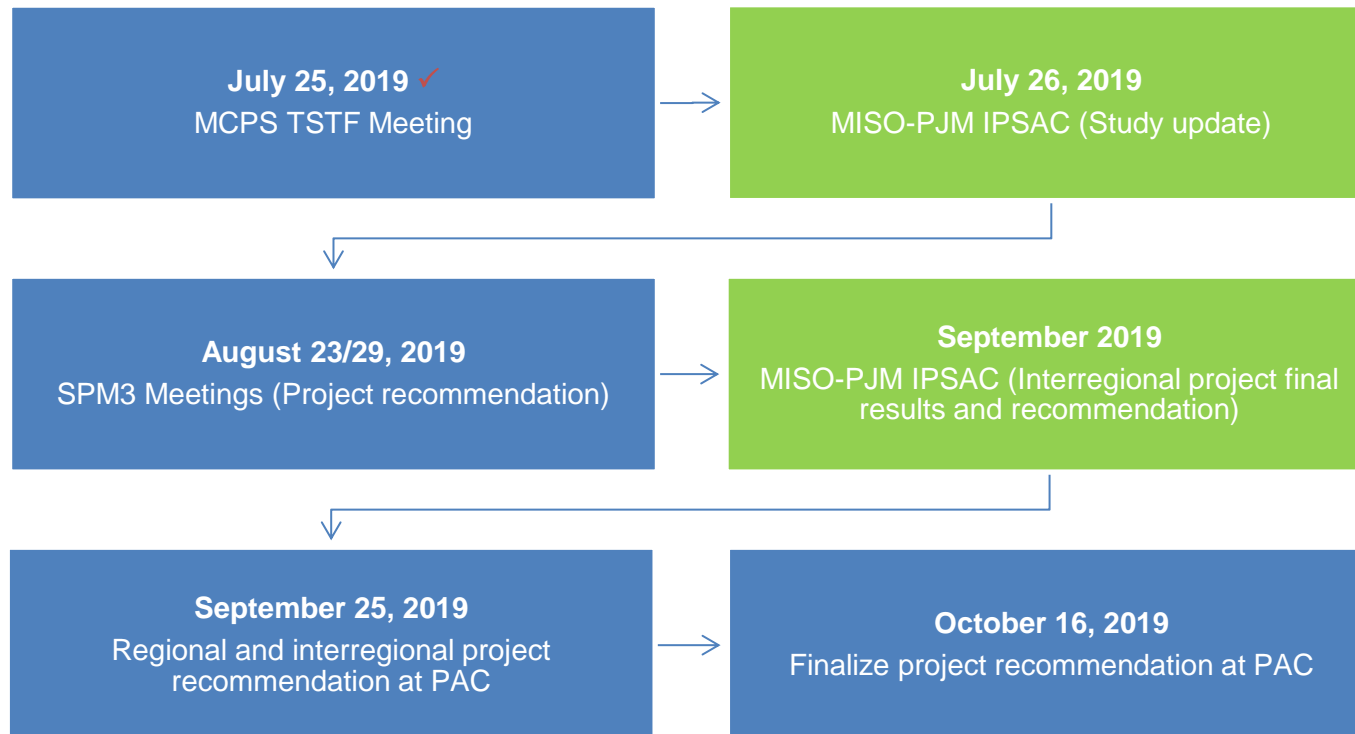 July 25, 2019 ✓
MCPS TSTF Meeting
July 26, 2019
MISO-PJM IPSAC (Study update)
August 23/29, 2019
SPM3 Meetings (Project recommendation)
September 2019
MISO-PJM IPSAC (Interregional project final
results and recommendation)
September 25, 2019
Regional and interregional project
recommendation at PAC
October 16, 2019
Finalize project recommendation at PAC